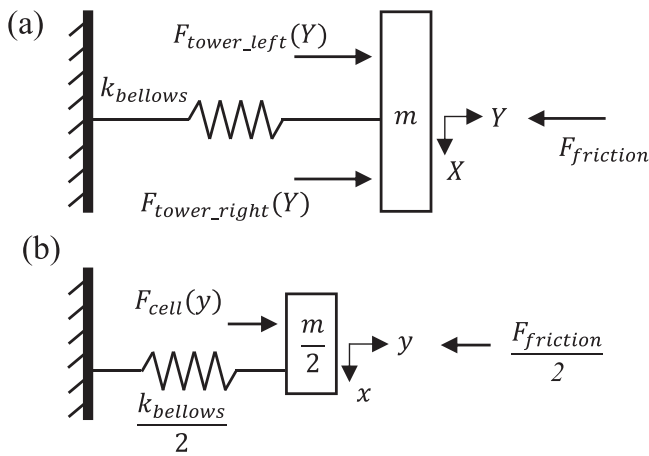 (a)
F_tower_left(Y)
k_bellows
m
Y
X
F_friction
F_tower_right(Y)
(b)
F_cell(y)
m
2
y
x
F_friction
2
k_bellows
2